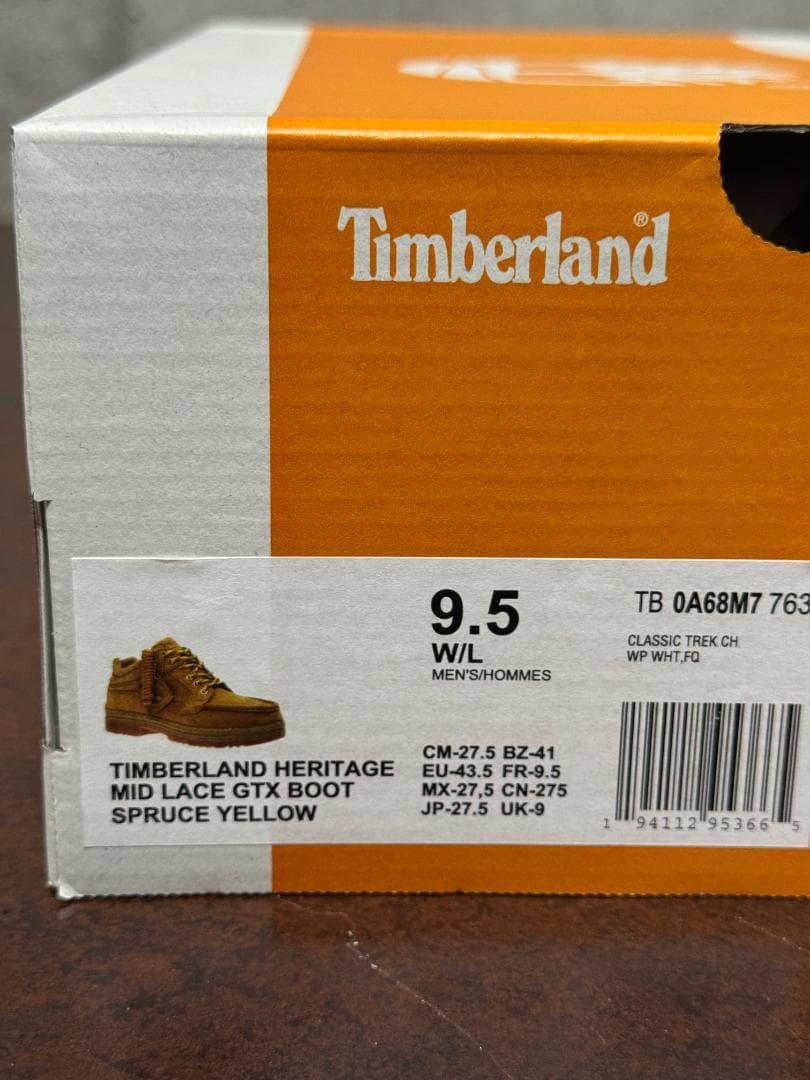 Timberland®
9.5
W/L
MEN'S/HOMMES
TB 0A68M7 763
CLASSIC TREK CH
WP WHT,FQ
TIMBERLAND HERITAGE
MID LACE GTX BOOT
SPRUCE YELLOW
CM-27.5 BZ-41
EU-43.5 FR-9.5
MX-27,5 CN-275
JP-27.5 UK-9
1 94112 95366 5